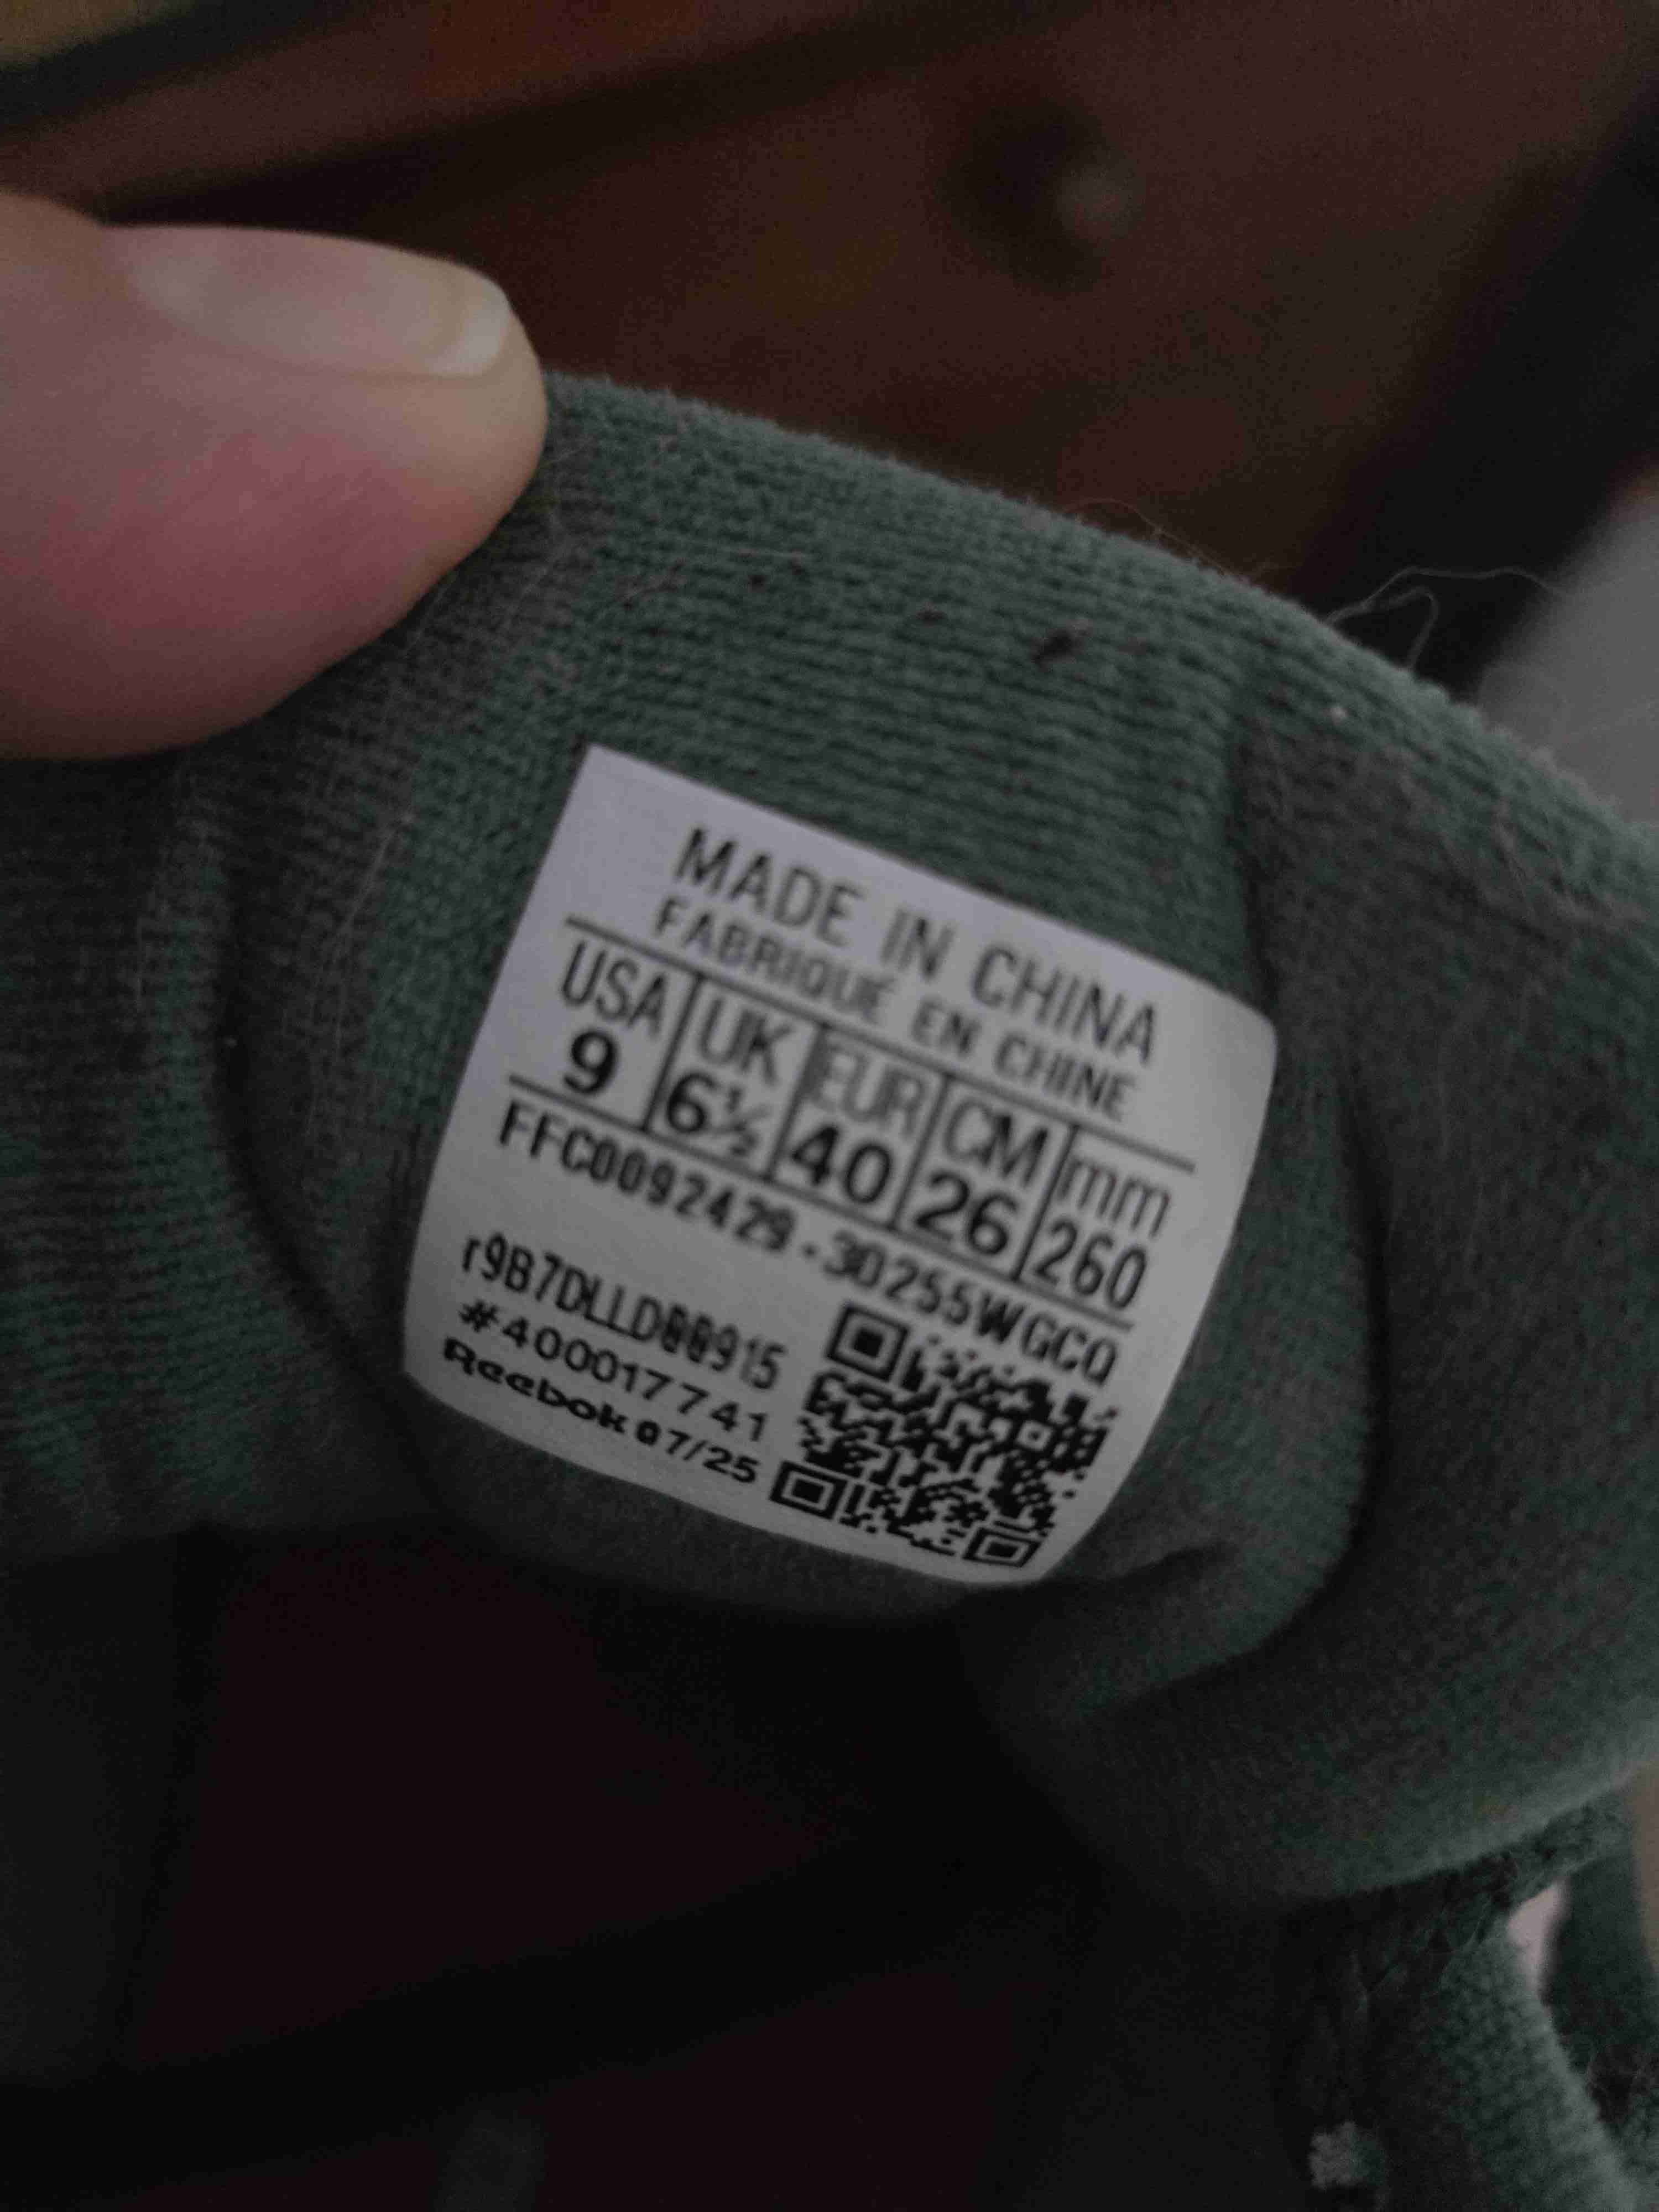 MADE IN CHINA
FABRIQUÉ EN CHINE
USA UK EUR CM mm
9 6½ 40 26 260
FFC0092429 - 30255WGCQ
r9B7DLLD00915
#400017741
Reebok 07/25